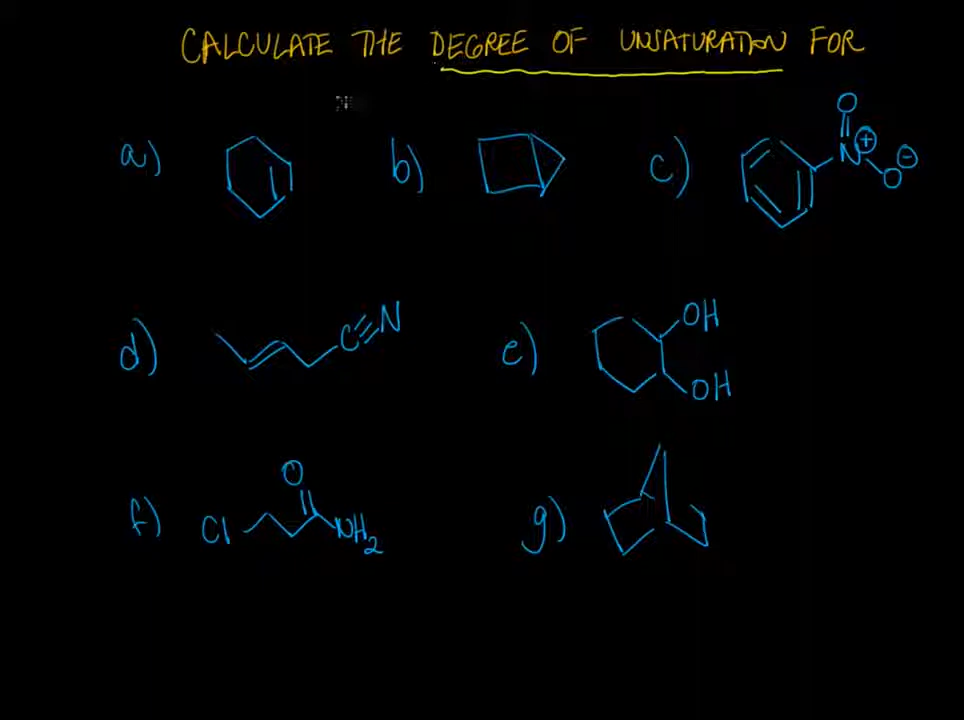 CALCULATE THE DEGREE OF UNSATURATION FOR
a) b) c) O N + O -
d) C≡N e) OH OH
f) Cl O NH2 g)